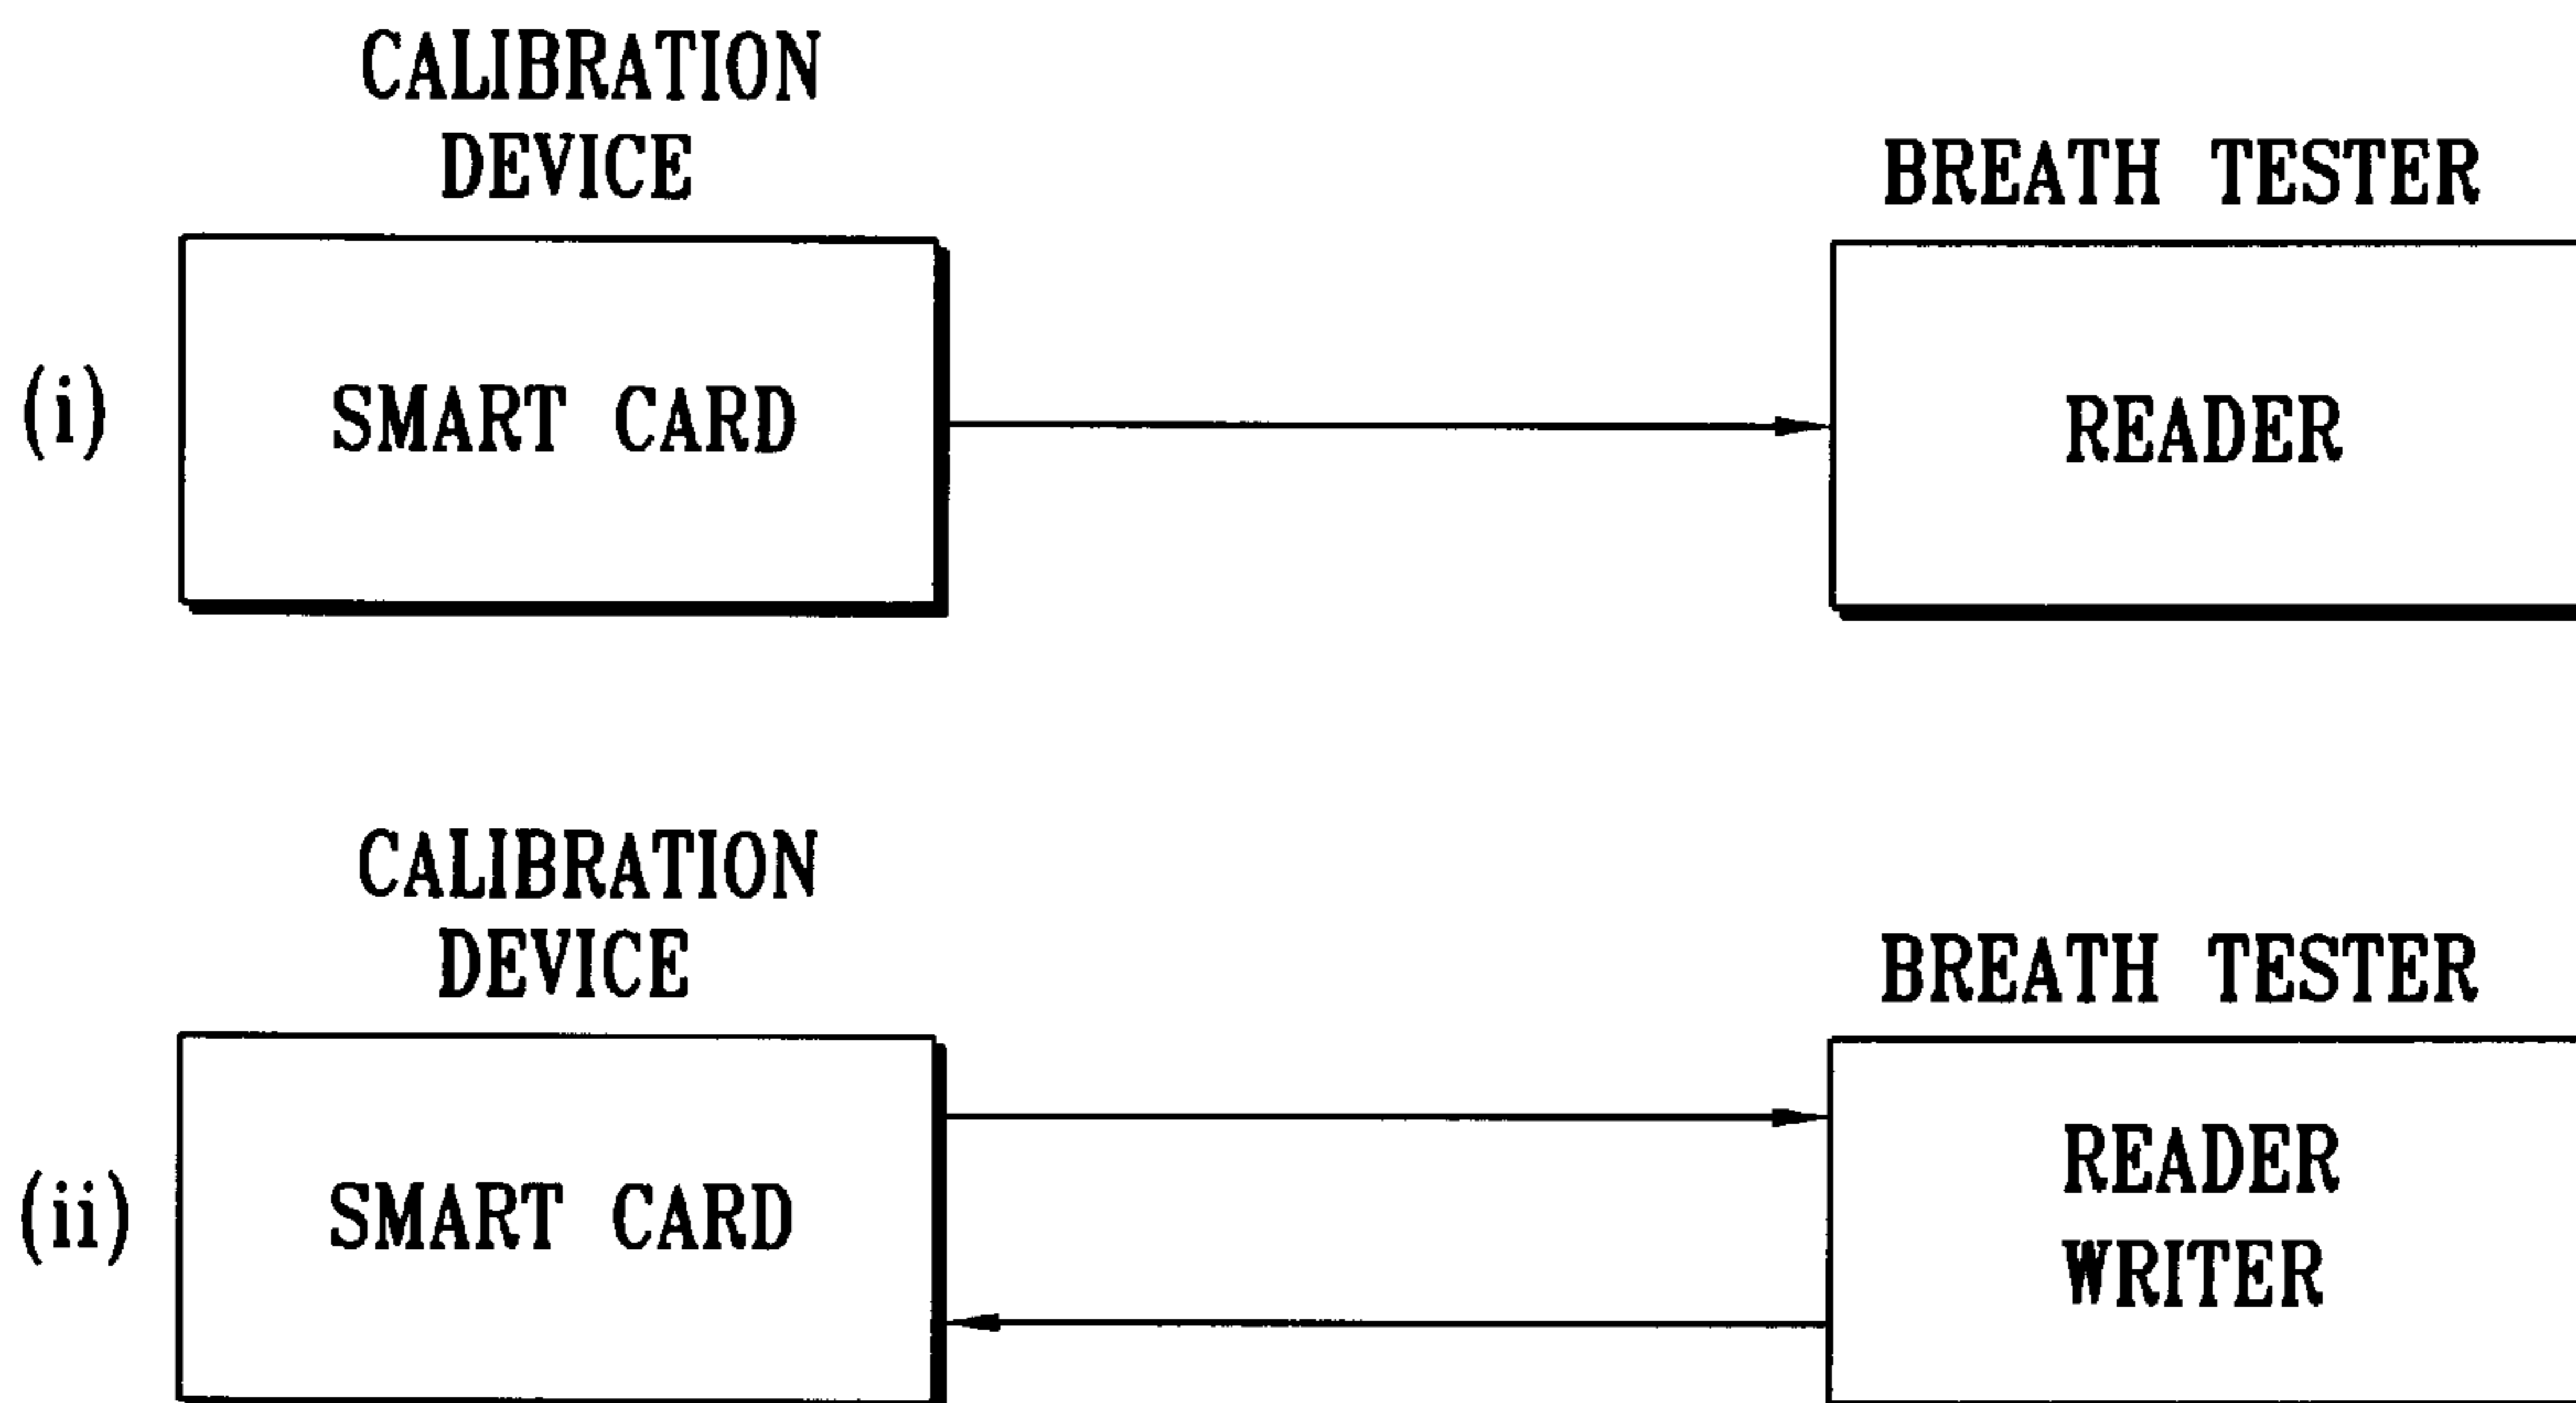 CALIBRATION
DEVICE
BREATH TESTER
(i)
SMART CARD
READER
CALIBRATION
DEVICE
BREATH TESTER
(ii)
SMART CARD
READER
WRITER